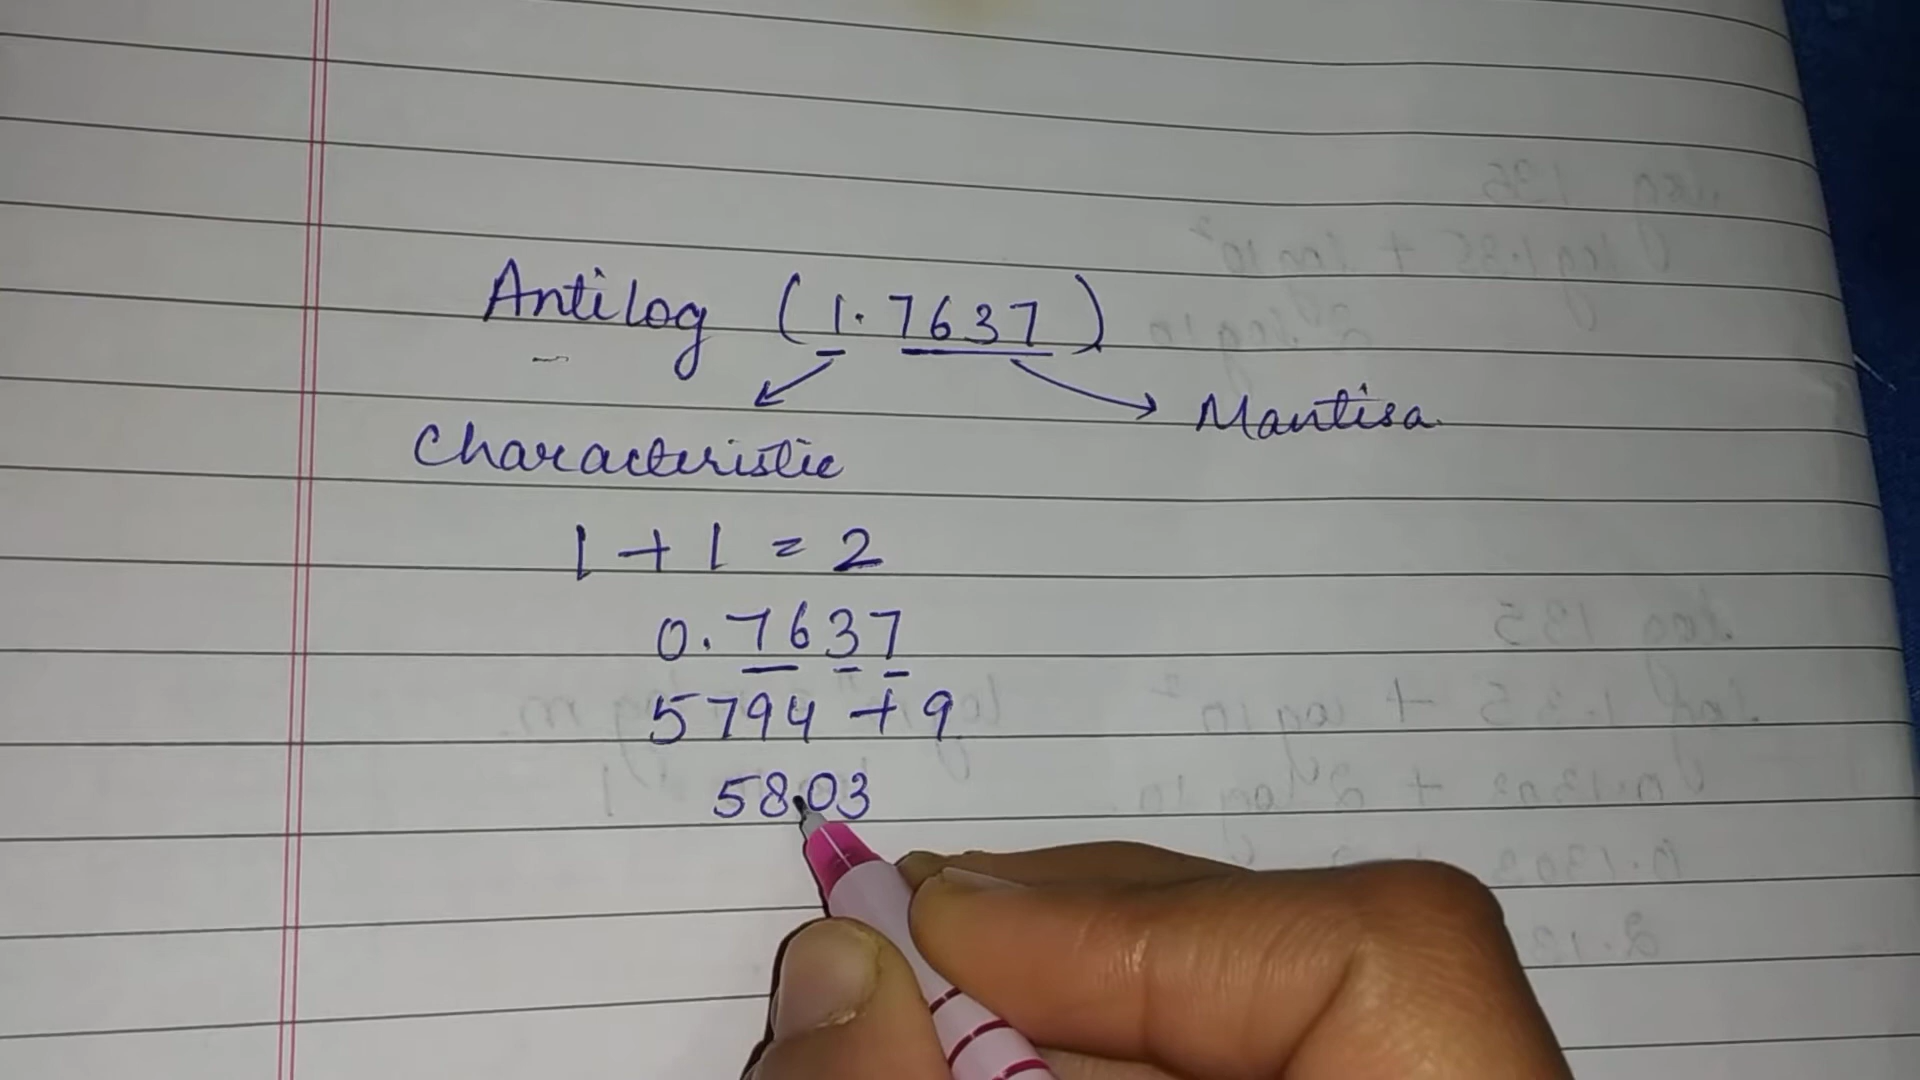 Antilog (1.7637)
Characteristic
Mantisa
1 + 1 = 2
0.7637
5794 + 9
58.03